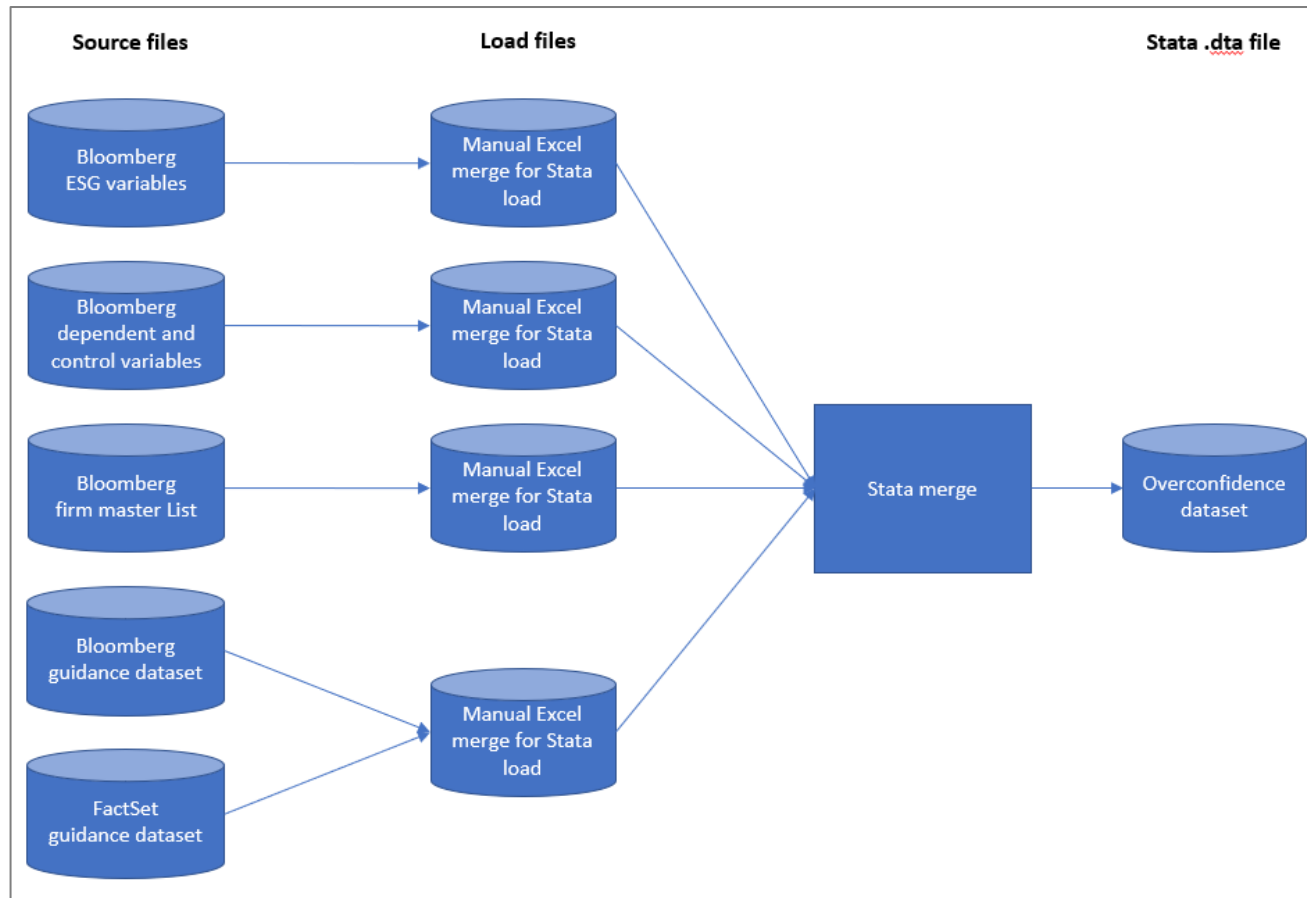 Source files
Load files
Stata .dta file
Bloomberg
ESG variables
Manual Excel
merge for Stata
load
Bloomberg
dependent and
control variables
Manual Excel
merge for Stata
load
Bloomberg
firm master List
Manual Excel
merge for Stata
load
Stata merge
Overconfidence
dataset
Bloomberg
guidance dataset
Manual Excel
merge for Stata
load
FactSet
guidance dataset